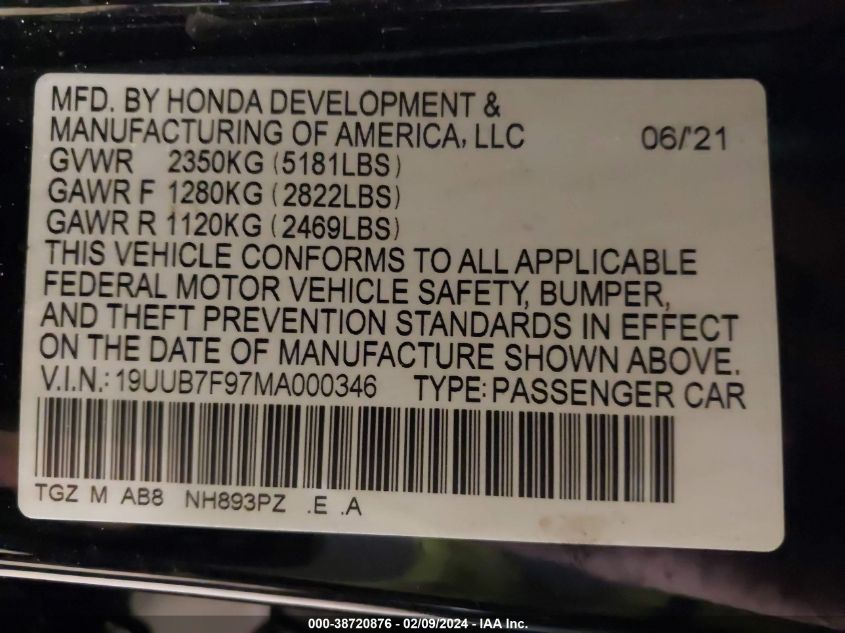 MFD. BY HONDA DEVELOPMENT &
MANUFACTURING OF AMERICA, LLC 06/'21
GVWR 2350KG (5181LBS)
GAWR F 1280KG (2822LBS)
GAWR R 1120KG (2469LBS)
THIS VEHICLE CONFORMS TO ALL APPLICABLE
FEDERAL MOTOR VEHICLE SAFETY, BUMPER,
AND THEFT PREVENTION STANDARDS IN EFFECT
ON THE DATE OF MANUFACTURE SHOWN ABOVE.
V.I.N.: 19UUB7F97MA000346 TYPE: PASSENGER CAR
TGZ M AB8 NH893PZ .E .A
000-38720876 - 02/09/2024 - IAA Inc.